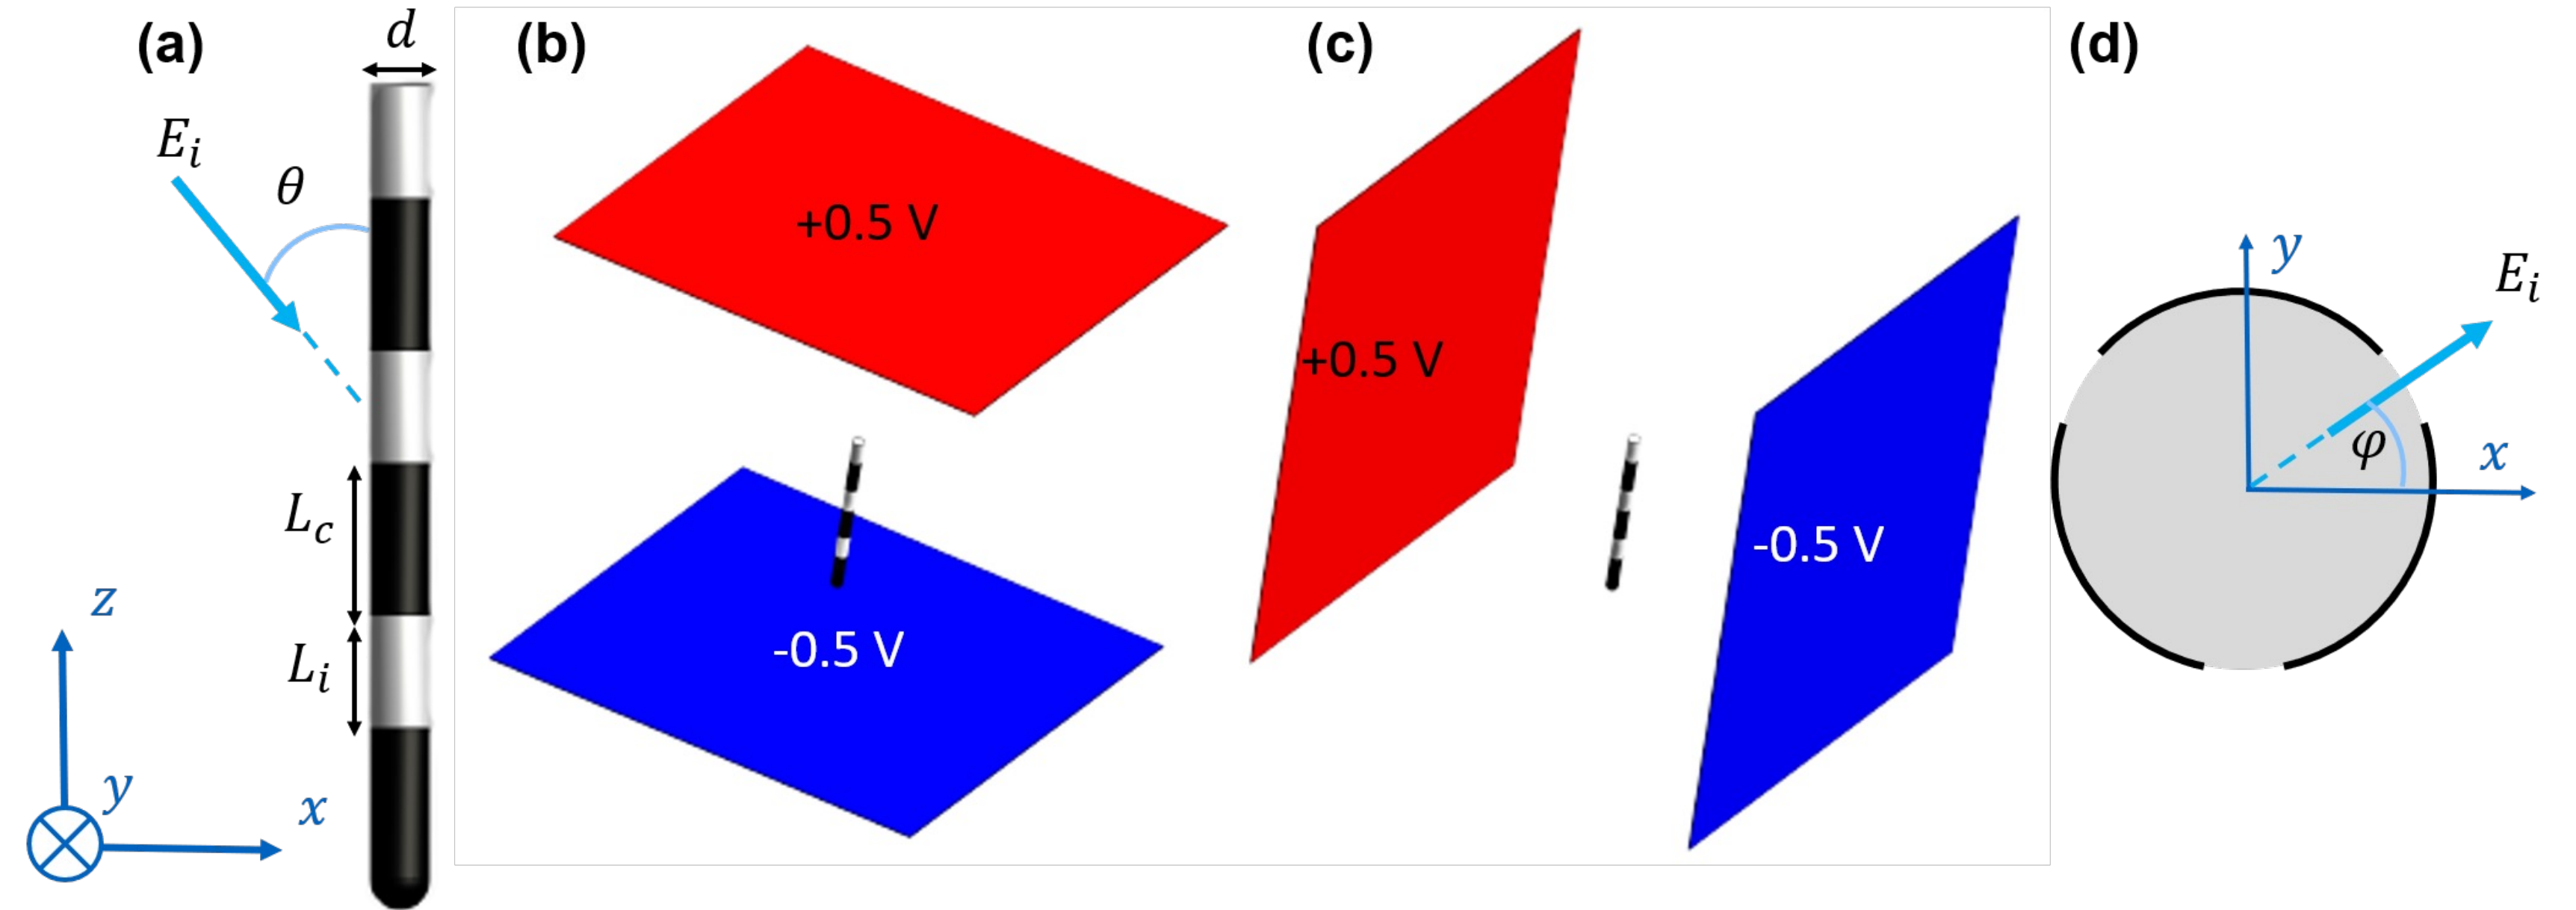 (a)
d
E_i
θ
L_c
L_i
z
y
x
(b)
+0.5 V
-0.5 V
(c)
+0.5 V
-0.5 V
(d)
y
E_i
φ
x